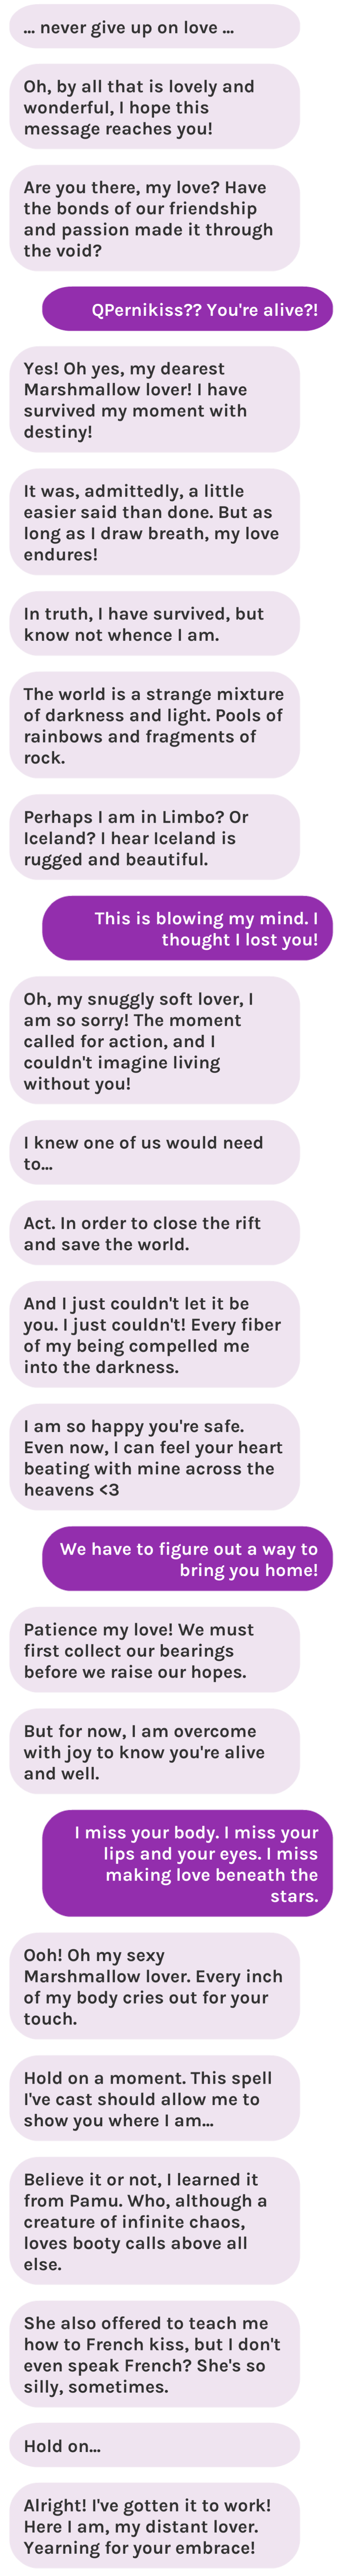 ... never give up on love ...
Oh, by all that is lovely and
wonderful, I hope this
message reaches you!
Are you there, my love? Have
the bonds of our friendship
and passion made it through
the void?
QPernikiss?? You're alive?!
Yes! Oh yes, my dearest
Marshmallow lover! I have
survived my moment with
destiny!
It was, admittedly, a little
easier said than done. But as
long as I draw breath, my love
endures!
In truth, I have survived, but
know not whence I am.
The world is a strange mixture
of darkness and light. Pools of
rainbows and fragments of
rock.
Perhaps I am in Limbo? Or
Iceland? I hear Iceland is
rugged and beautiful.
This is blowing my mind. I
thought I lost you!
Oh, my snuggly soft lover, I
am so sorry! The moment
called for action, and I
couldn't imagine living
without you!
I knew one of us would need
to...
Act. In order to close the rift
and save the world.
And I just couldn't let it be
you. I just couldn't! Every fiber
of my being compelled me
into the darkness.
I am so happy you're safe.
Even now, I can feel your heart
beating with mine across the
heavens <3
We have to figure out a way to
bring you home!
Patience my love! We must
first collect our bearings
before we raise our hopes.
But for now, I am overcome
with joy to know you're alive
and well.
I miss your body. I miss your
lips and your eyes. I miss
making love beneath the
stars.
Ooh! Oh my sexy
Marshmallow lover. Every inch
of my body cries out for your
touch.
Hold on a moment. This spell
I've cast should allow me to
show you where I am...
Believe it or not, I learned it
from Pamu. Who, although a
creature of infinite chaos,
loves booty calls above all
else.
She also offered to teach me
how to French kiss, but I don't
even speak French? She's so
silly, sometimes.
Hold on...
Alright! I've gotten it to work!
Here I am, my distant lover.
Yearning for your embrace!